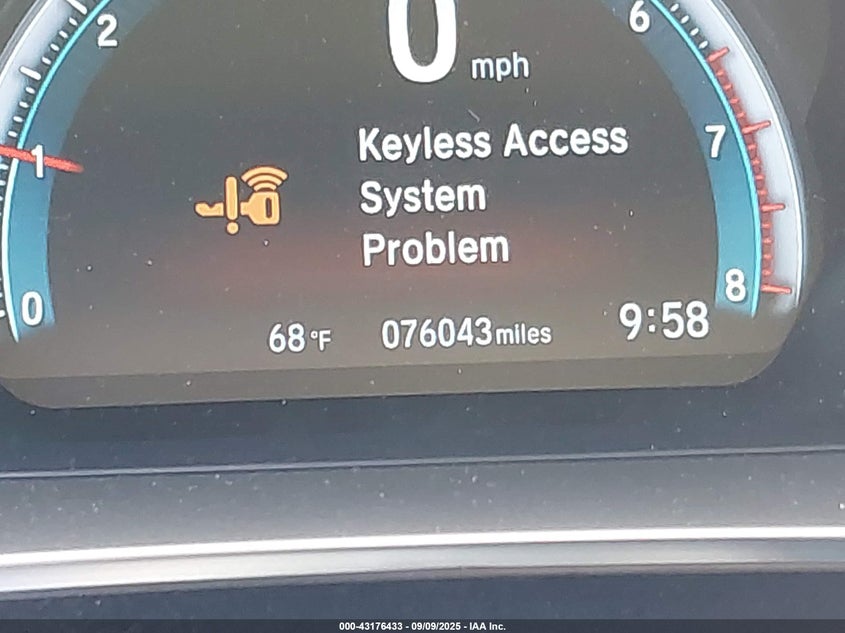 2
0
mph
6
1
Keyless Access
7
System
Problem
0
8
68°F
076043 miles
9:58
000-43176433 - 09/09/2025 - IAA Inc.